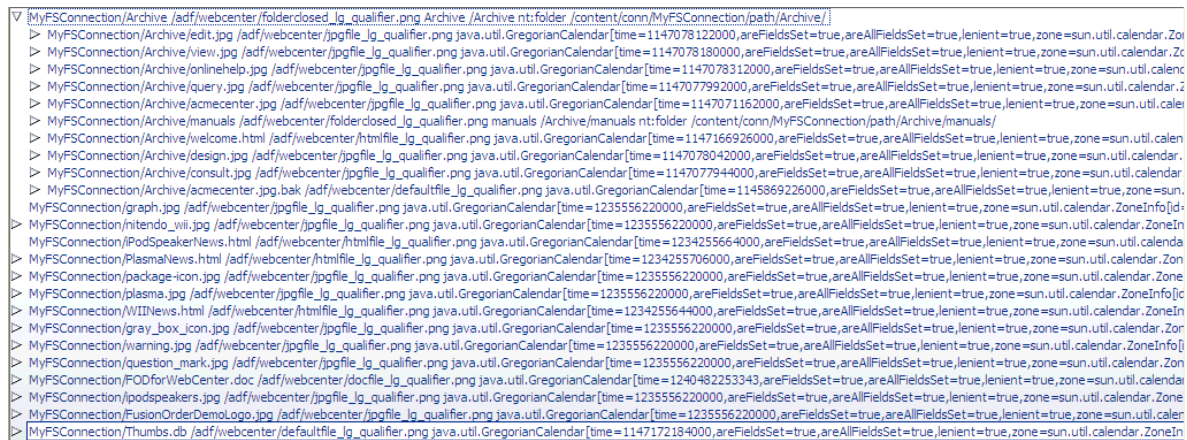 MyFSConnection/Archive /adf/webcenter/folderclosed_lg_qualifier.png Archive /Archive nt:folder /content/conn/MyFSConnection/path/Archive/
MyFSConnection/Archive/edit.jpg /adf/webcenter/jpgfile_lg_qualifier.png java.util.GregorianCalendar[time=1147078122000,areFieldsSet=true,areAllFieldsSet=true,lenient=true,zone=sun.util.calendar.Zo
MyFSConnection/Archive/view.jpg /adf/webcenter/jpgfile_lg_qualifier.png java.util.GregorianCalendar[time=1147078180000,areFieldsSet=true,areAllFieldsSet=true,lenient=true,zone=sun.util.calendar.Zo
MyFSConnection/Archive/onlinehelp.jpg /adf/webcenter/jpgfile_lg_qualifier.png java.util.GregorianCalendar[time=1147078312000,areFieldsSet=true,areAllFieldsSet=true,lenient=true,zone=sun.util.calend
MyFSConnection/Archive/query.jpg /adf/webcenter/jpgfile_lg_qualifier.png java.util.GregorianCalendar[time=1147077992000,areFieldsSet=true,areAllFieldsSet=true,lenient=true,zone=sun.util.calendar.Z
MyFSConnection/Archive/acmecenter.jpg /adf/webcenter/jpgfile_lg_qualifier.png java.util.GregorianCalendar[time=1147071162000,areFieldsSet=true,areAllFieldsSet=true,lenient=true,zone=sun.util.cale
MyFSConnection/Archive/manuals /adf/webcenter/folderclosed_lg_qualifier.png manuals /Archive/manuals nt:folder /content/conn/MyFSConnection/path/Archive/manuals/
MyFSConnection/Archive/welcome.html /adf/webcenter/htmlfile_lg_qualifier.png java.util.GregorianCalendar[time=1147166926000,areFieldsSet=true,areAllFieldsSet=true,lenient=true,zone=sun.util.calen
MyFSConnection/Archive/design.jpg /adf/webcenter/jpgfile_lg_qualifier.png java.util.GregorianCalendar[time=1147078042000,areFieldsSet=true,areAllFieldsSet=true,lenient=true,zone=sun.util.calendar.
MyFSConnection/Archive/consult.jpg /adf/webcenter/jpgfile_lg_qualifier.png java.util.GregorianCalendar[time=1147077944000,areFieldsSet=true,areAllFieldsSet=true,lenient=true,zone=sun.util.calendar
MyFSConnection/Archive/acmecenter.jpg.bak /adf/webcenter/defaultfile_lg_qualifier.png java.util.GregorianCalendar[time=1145869226000,areFieldsSet=true,areAllFieldsSet=true,lenient=true,zone=sun.
MyFSConnection/graph.jpg /adf/webcenter/jpgfile_lg_qualifier.png java.util.GregorianCalendar[time=1235556220000,areFieldsSet=true,areAllFieldsSet=true,lenient=true,zone=sun.util.calendar.ZoneInfo[id=
MyFSConnection/nitendo_wii.jpg /adf/webcenter/jpgfile_lg_qualifier.png java.util.GregorianCalendar[time=1235556220000,areFieldsSet=true,areAllFieldsSet=true,lenient=true,zone=sun.util.calendar.ZoneIn
MyFSConnection/iPodSpeakerNews.html /adf/webcenter/htmlfile_lg_qualifier.png java.util.GregorianCalendar[time=1234255664000,areFieldsSet=true,areAllFieldsSet=true,lenient=true,zone=sun.util.calenda
MyFSConnection/PlasmaNews.html /adf/webcenter/htmlfile_lg_qualifier.png java.util.GregorianCalendar[time=1234255706000,areFieldsSet=true,areAllFieldsSet=true,lenient=true,zone=sun.util.calendar.Zon
MyFSConnection/package-icon.jpg /adf/webcenter/jpgfile_lg_qualifier.png java.util.GregorianCalendar[time=1235556220000,areFieldsSet=true,areAllFieldsSet=true,lenient=true,zone=sun.util.calendar.Zone
MyFSConnection/plasma.jpg /adf/webcenter/jpgfile_lg_qualifier.png java.util.GregorianCalendar[time=1235556220000,areFieldsSet=true,areAllFieldsSet=true,lenient=true,zone=sun.util.calendar.ZoneInfo[ic
MyFSConnection/WIINews.html /adf/webcenter/htmlfile_lg_qualifier.png java.util.GregorianCalendar[time=1234255644000,areFieldsSet=true,areAllFieldsSet=true,lenient=true,zone=sun.util.calendar.ZoneIn
MyFSConnection/gray_box_icon.jpg /adf/webcenter/jpgfile_lg_qualifier.png java.util.GregorianCalendar[time=1235556220000,areFieldsSet=true,areAllFieldsSet=true,lenient=true,zone=sun.util.calendar.Zor
MyFSConnection/warning.jpg /adf/webcenter/jpgfile_lg_qualifier.png java.util.GregorianCalendar[time=1235556220000,areFieldsSet=true,areAllFieldsSet=true,lenient=true,zone=sun.util.calendar.ZoneInfo[i
MyFSConnection/question_mark.jpg /adf/webcenter/jpgfile_lg_qualifier.png java.util.GregorianCalendar[time=1235556220000,areFieldsSet=true,areAllFieldsSet=true,lenient=true,zone=sun.util.calendar.Zon
MyFSConnection/FODforWebCenter.doc /adf/webcenter/docfile_lg_qualifier.png java.util.GregorianCalendar[time=1240482253343,areFieldsSet=true,areAllFieldsSet=true,lenient=true,zone=sun.util.calendar
MyFSConnection/ipodspeakers.jpg /adf/webcenter/jpgfile_lg_qualifier.png java.util.GregorianCalendar[time=1235556220000,areFieldsSet=true,areAllFieldsSet=true,lenient=true,zone=sun.util.calendar.Zone
MyFSConnection/FusionOrderDemoLogo.jpg /adf/webcenter/jpgfile_lg_qualifier.png java.util.GregorianCalendar[time=1235556220000,areFieldsSet=true,areAllFieldsSet=true,lenient=true,zone=sun.util.calen
MyFSConnection/Thumbs.db /adf/webcenter/defaultfile_lg_qualifier.png java.util.GregorianCalendar[time=1147172184000,areFieldsSet=true,areAllFieldsSet=true,lenient=true,zone=sun.util.calendar.ZoneIn